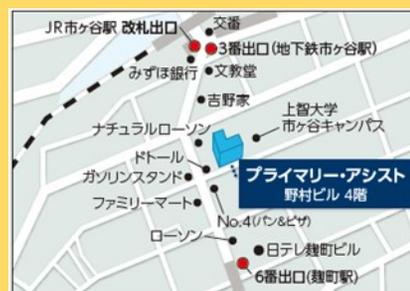 JR市ケ谷駅 改札出口
交番
3番出口(地下鉄市ケ谷駅)
みずほ銀行
文教堂
吉野家
上智大学
市ケ谷キャンパス
ナチュラルローソン
ドトール
ガソリンスタンド
プライマリー・アシスト
野村ビル 4階
ファミリーマート
No.4(パン&ピザ)
ローソン
日テレ麹町ビル
6番出口(麹町駅)